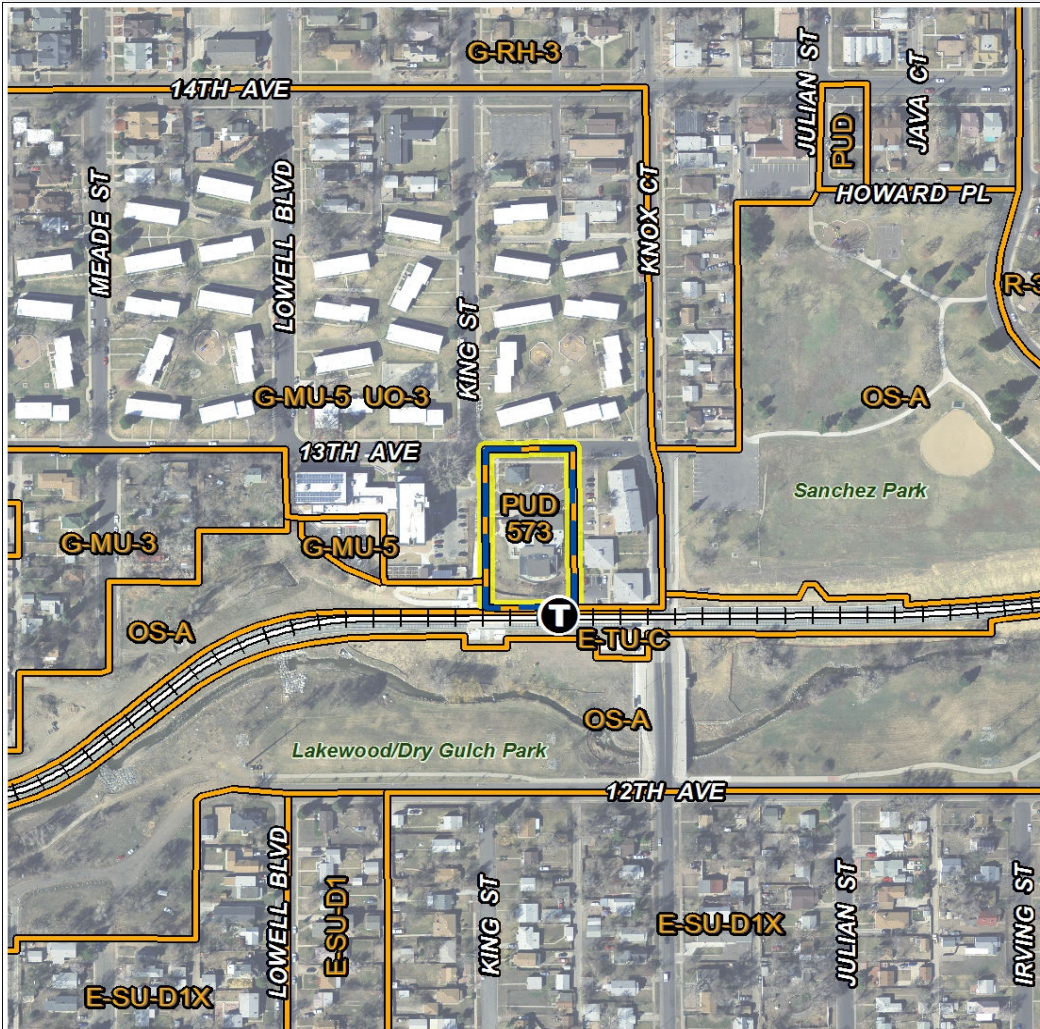 G-RH-3
14TH AVE
JULIAN ST
JAVA CT
PUD
HOWARD PL
MEADE ST
LOWELL BLVD
KING ST
KNOX CT
R-3
G-MU-5 UO-3
OS-A
13TH AVE
Sanchez Park
PUD
573
G-MU-3
G-MU-5
OS-A
T
E-TU-C
OS-A
Lakewood/Dry Gulch Park
12TH AVE
LOWELL BLVD
E-SU-D1
KING ST
E-SU-D1X
JULIAN ST
IRVING ST
E-SU-D1X